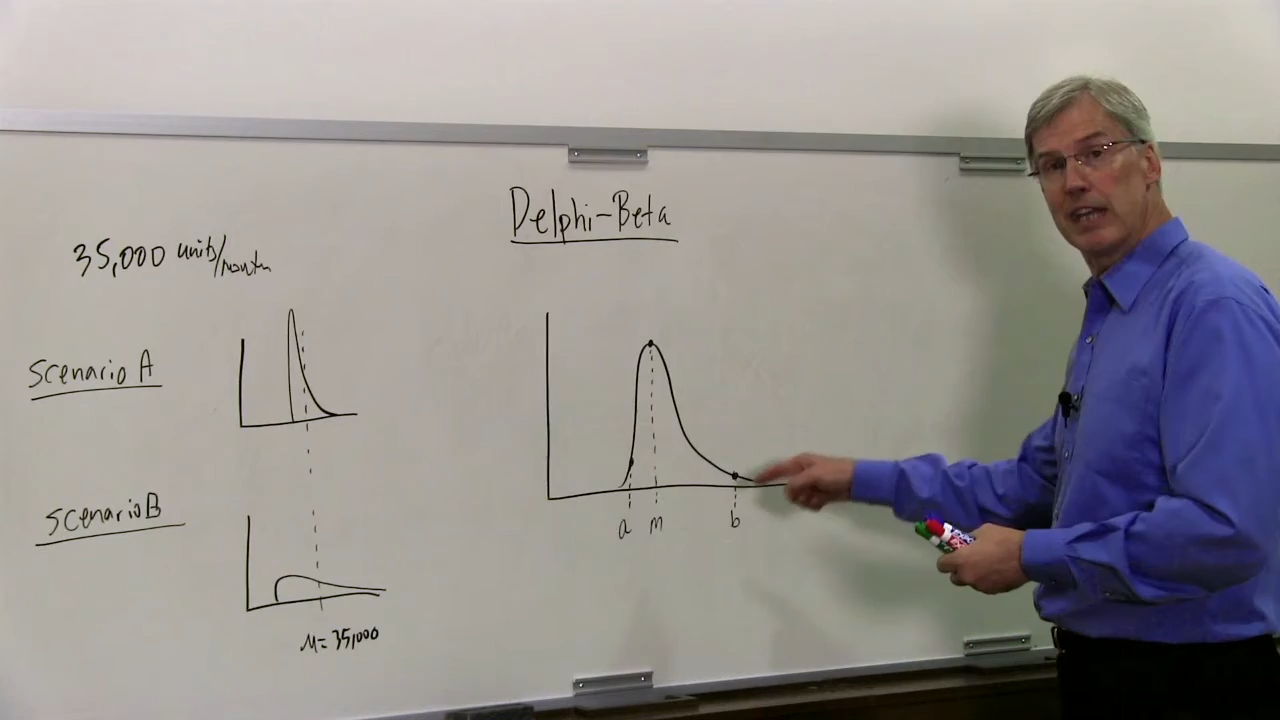 Delphi-Beta
35,000 units/month
Scenario A
Scenario B
a m b
μ = 35,000